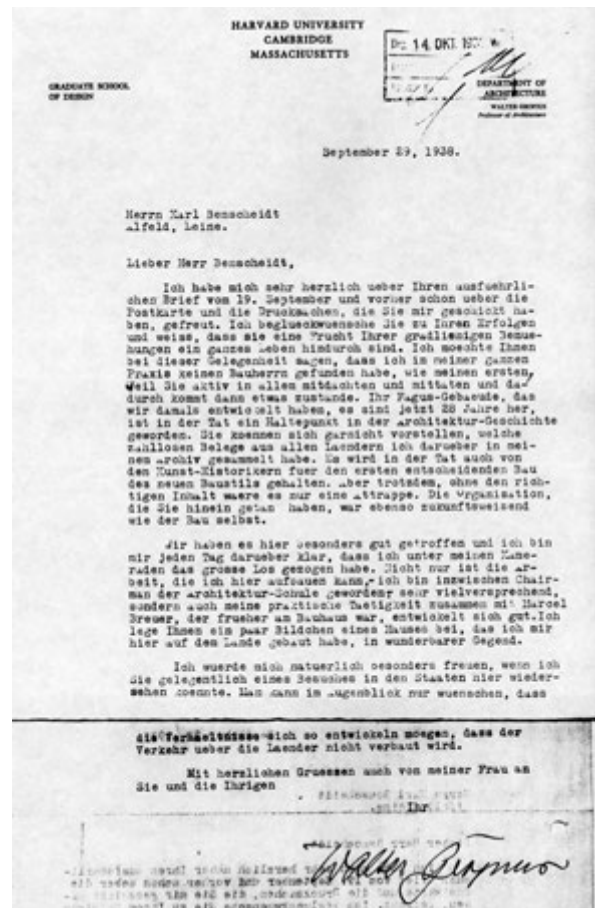 HARVARD UNIVERSITY
CAMBRIDGE
MASSACHUSETTS
14. OKT. 193
GRADUATE SCHOOL
OF DESIGN
DEPARTMENT OF
ARCHITECTURE
WALTER GROPIUS
Professor of Architecture
September 29, 1938.
Herrn Karl Benscheidt
Alfeld, Leine.
Lieber Herr Benscheidt,
Ich habe mich sehr herzlich ueber Ihren ausfuehrli-
chen Brief vom 19. September und vorher schon ueber die
Postkarte und die Drucksachen, die Sie mir geschickt ha-
ben, gefreut. Ich beglueckwuensche Sie zu Ihren Erfolgen
und weiss, dass sie eine Frucht Ihrer gradlinigen Bemue-
hungen ein ganzes Leben hindurch sind. Ich moechte Ihnen
bei dieser Gelegenheit sagen, dass ich in meiner ganzen
Praxis keinen Bauherrn gefunden habe, wie meinen ersten,
weil Sie aktiv in allem mitdachten und mittaten und da-
durch kommt dann etwas zustande. Ihr Fagus-Gebaeude, das
wir damals entwickelt haben, es sind jetzt 28 Jahre her,
ist in der Tat ein Haltepunkt in der Architektur-Geschichte
geworden. Sie koennen sich garnicht vorstellen, welche
zahllosen Belege aus allen Laendern ich darueber in mei-
nem Archiv gesammelt habe. Es wird in der Tat auch von
den Kunst-Historikern fuer den ersten entscheidenden Bau
des neuen Baustils gehalten. Aber trotzdem, ohne den rich-
tigen Inhalt waere es nur eine Attrappe. Die Organisation,
die Sie hinein getan haben, war ebenso zukunftsweisend
wie der Bau selbst.
Wir haben es hier besonders gut getroffen und ich bin
mir jeden Tag darueber klar, dass ich unter meinen Kame-
raden das grosse Los gezogen habe. Nicht nur ist die Ar-
beit, die ich hier aufbauen kann,- ich bin inzwischen Chair-
man der Architektur-Schule geworden- sehr vielversprechend,
sondern auch meine praktische Taetigkeit zusammen mit Marcel
Breuer, der frueher am Bauhaus war, entwickelt sich gut. Ich
lege Ihnen ein paar Bildchen eines Hauses bei, das ich mir
hier auf dem Lande gebaut habe, in wunderbarer Gegend.
Ich wuerde mich natuerlich besonders freuen, wenn ich
Sie gelegentlich eines Besuches in den Staaten hier wieder-
sehen koennte. Man kann im Augenblick nur wuenschen, dass
die Verhaeltnisse sich so entwickeln moegen, dass der
Verkehr ueber die Laender nicht verbaut wird.
Mit herzlichen Gruessen auch von meiner Frau an
Sie und die Ihrigen
Ihr
Walter Gropius